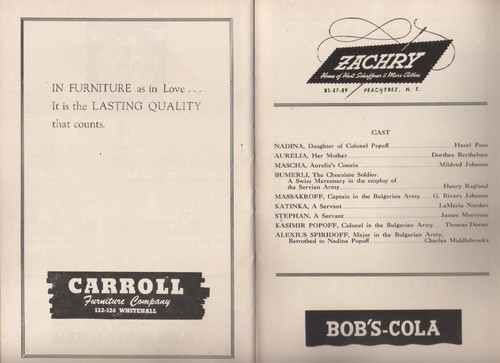 IN FURNITURE as in Love . . .
It is the LASTING QUALITY
that counts.
CARROLL
Furniture Company
122-126 WHITEHALL
ZACHRY
Home of Hart Schaffner & Marx Clothes
85-87-89 PEACHTREE, N. E.
CAST
NADINA, Daughter of Colonel Popoff Hazel Poss
AURELIA, Her Mother Dorthea Berthelsen
MASCHA, Aurelia's Cousin Mildred Johnson
BUMERLI, The Chocolate Soldier,
A Swiss Mercenary in the employ of
the Servian Army Henry Ragland
MASSAKROFF, Captain in the Bulgarian Army G. Rivers Johnson
KATINKA, A Servant LaMerla Nordan
STEPHAN, A Servant James Morrison
KASIMIR POPOFF, Colonel in the Bulgarian Army Thomas Dozier
ALEXIUS SPIRIDOFF, Major in the Bulgarian Army,
Betrothed to Nadina Popoff Charles Middlebrooks
BOB'S-COLA